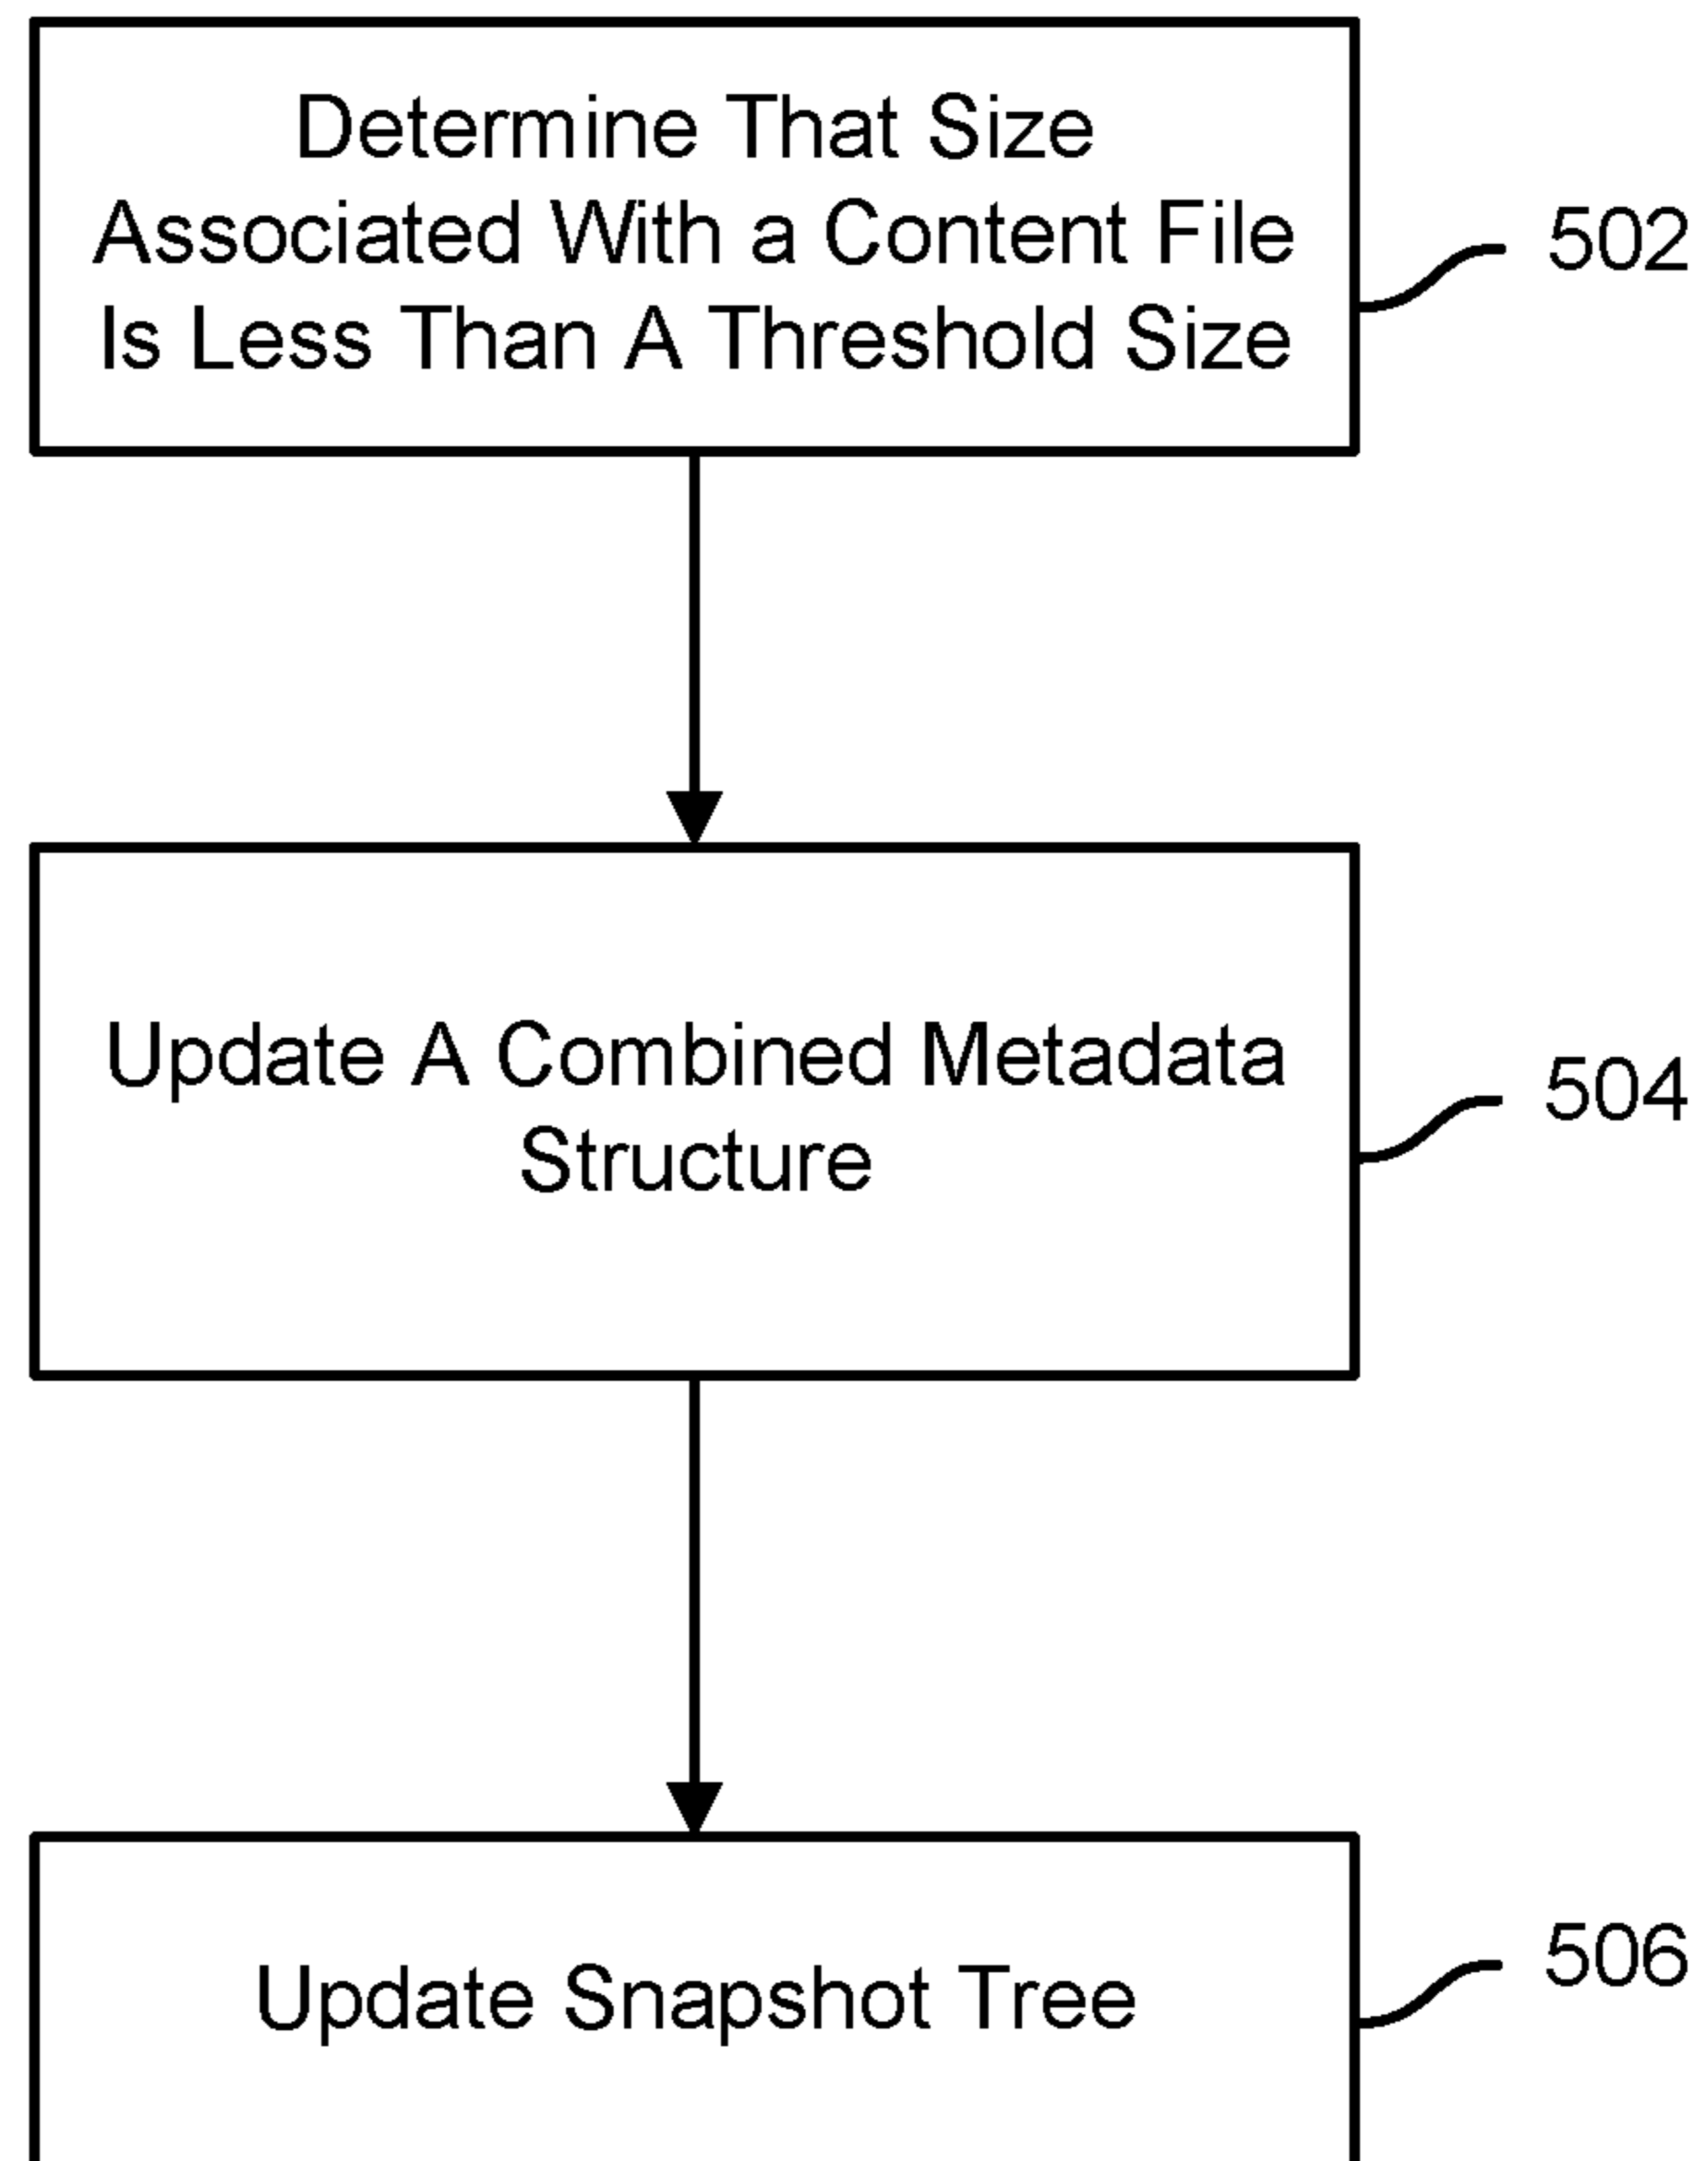 Determine That Size
Associated With a Content File
Is Less Than A Threshold Size
502
Update A Combined Metadata
Structure
504
Update Snapshot Tree
506